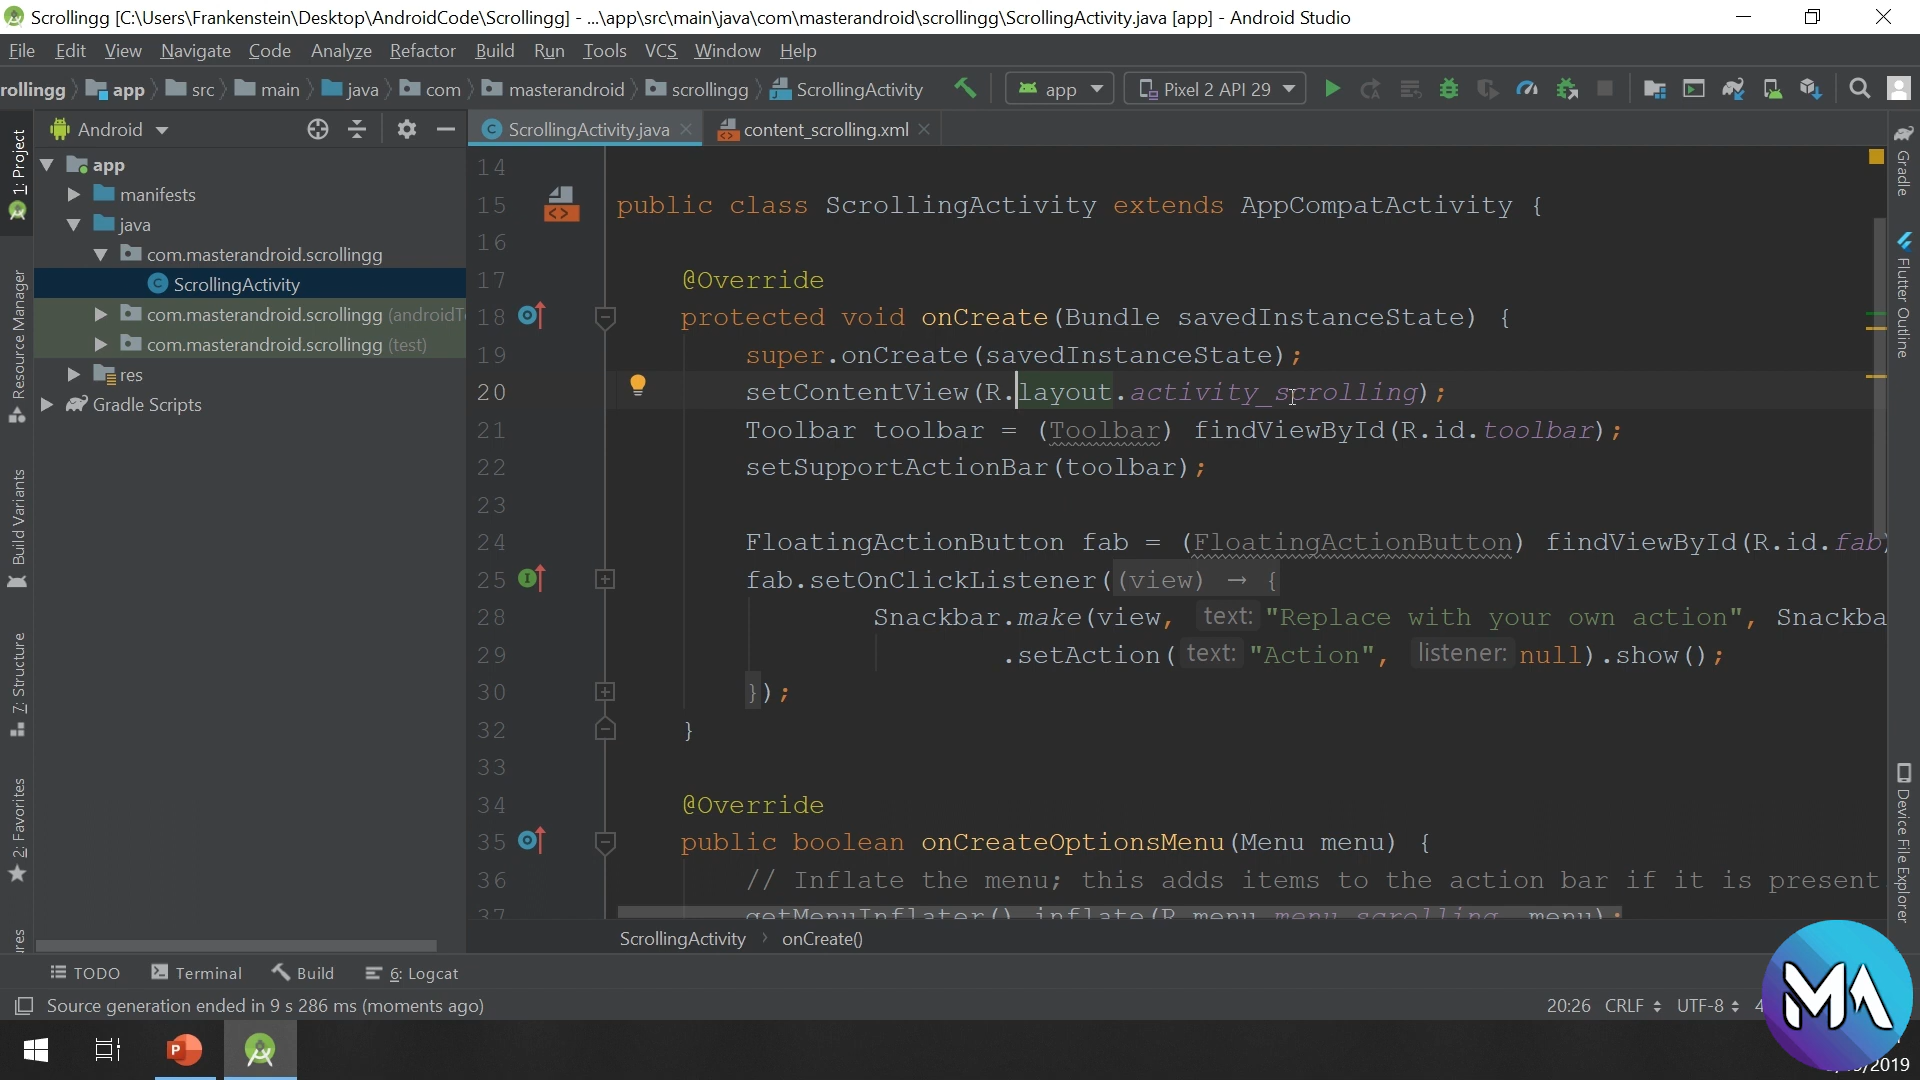 Scrollingg [C:\Users\Frankenstein\Desktop\AndroidCode\Scrollingg] - ...\app\src\main\java\com\masterandroid\scrollingg\ScrollingActivity.java [app] - Android Studio
File Edit View Navigate Code Analyze Refactor Build Run Tools VCS Window Help
rollingg app src main java com masterandroid scrollingg ScrollingActivity app Pixel 2 API 29
Android ScrollingActivity.java content_scrolling.xml
1: Project
Resource Manager
Build Variants
7: Structure
2: Favorites
app
manifests
java
com.masterandroid.scrollingg
ScrollingActivity
com.masterandroid.scrollingg (androidT
com.masterandroid.scrollingg (test)
res
Gradle Scripts
14
15 public class ScrollingActivity extends AppCompatActivity {
16
17 @Override
18 protected void onCreate(Bundle savedInstanceState) {
19 super.onCreate(savedInstanceState);
20 setContentView(R.layout.activity_scrolling);
21 Toolbar toolbar = (Toolbar) findViewById(R.id.toolbar);
22 setSupportActionBar(toolbar);
23
24 FloatingActionButton fab = (FloatingActionButton) findViewById(R.id.fab
25 fab.setOnClickListener((view) → {
28 Snackbar.make(view, text: "Replace with your own action", Snackba
29 .setAction(text: "Action", listener: null).show();
30 });
32 }
33
34 @Override
35 public boolean onCreateOptionsMenu(Menu menu) {
36 // Inflate the menu; this adds items to the action bar if it is present
37 getMenuInflater().inflate(R.menu.menu_scrolling, menu);
Gradle
Flutter Outline
Device File Explorer
ScrollingActivity onCreate()
TODO Terminal Build 6: Logcat
Source generation ended in 9 s 286 ms (moments ago) 20:26 CRLF UTF-8 4
MA
/2019